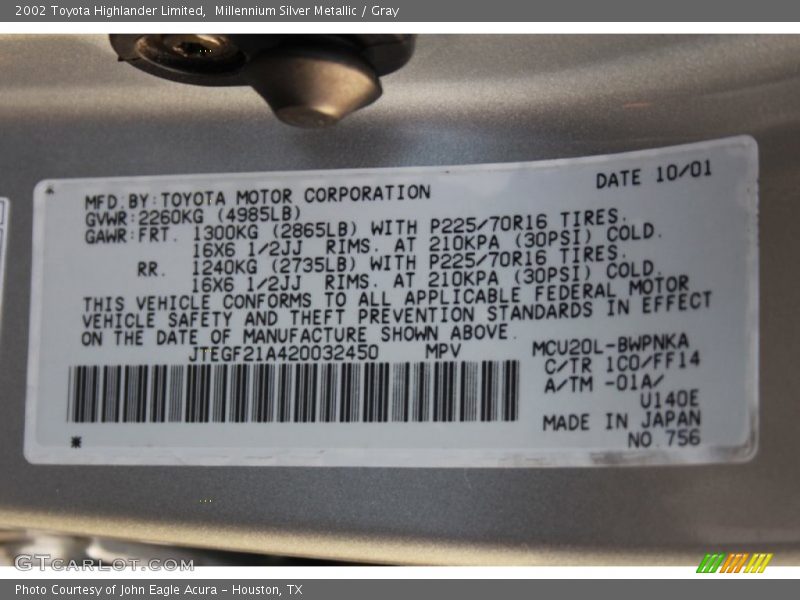 2002 Toyota Highlander Limited,  Millennium Silver Metallic / Gray
DATE 10/01
MFD.BY:TOYOTA MOTOR CORPORATION
GVWR:2260KG (4985LB)
GAWR:FRT. 1300KG (2865LB) WITH P225/70R16 TIRES.
16X6 1/2JJ RIMS. AT 210KPA (30PSI) COLD.
RR. 1240KG (2735LB) WITH P225/70R16 TIRES.
16X6 1/2JJ RIMS. AT 210KPA (30PSI) COLD.
THIS VEHICLE CONFORMS TO ALL APPLICABLE FEDERAL MOTOR
VEHICLE SAFETY AND THEFT PREVENTION STANDARDS IN EFFECT
ON THE DATE OF MANUFACTURE SHOWN ABOVE.
JTEGF21A420032450 MPV
MCU20L-BWPNKA
C/TR 1C0/FF14
A/TM -01A/
U140E
MADE IN JAPAN
NO 756
GTCARLOT.COM
Photo Courtesy of John Eagle Acura - Houston, TX